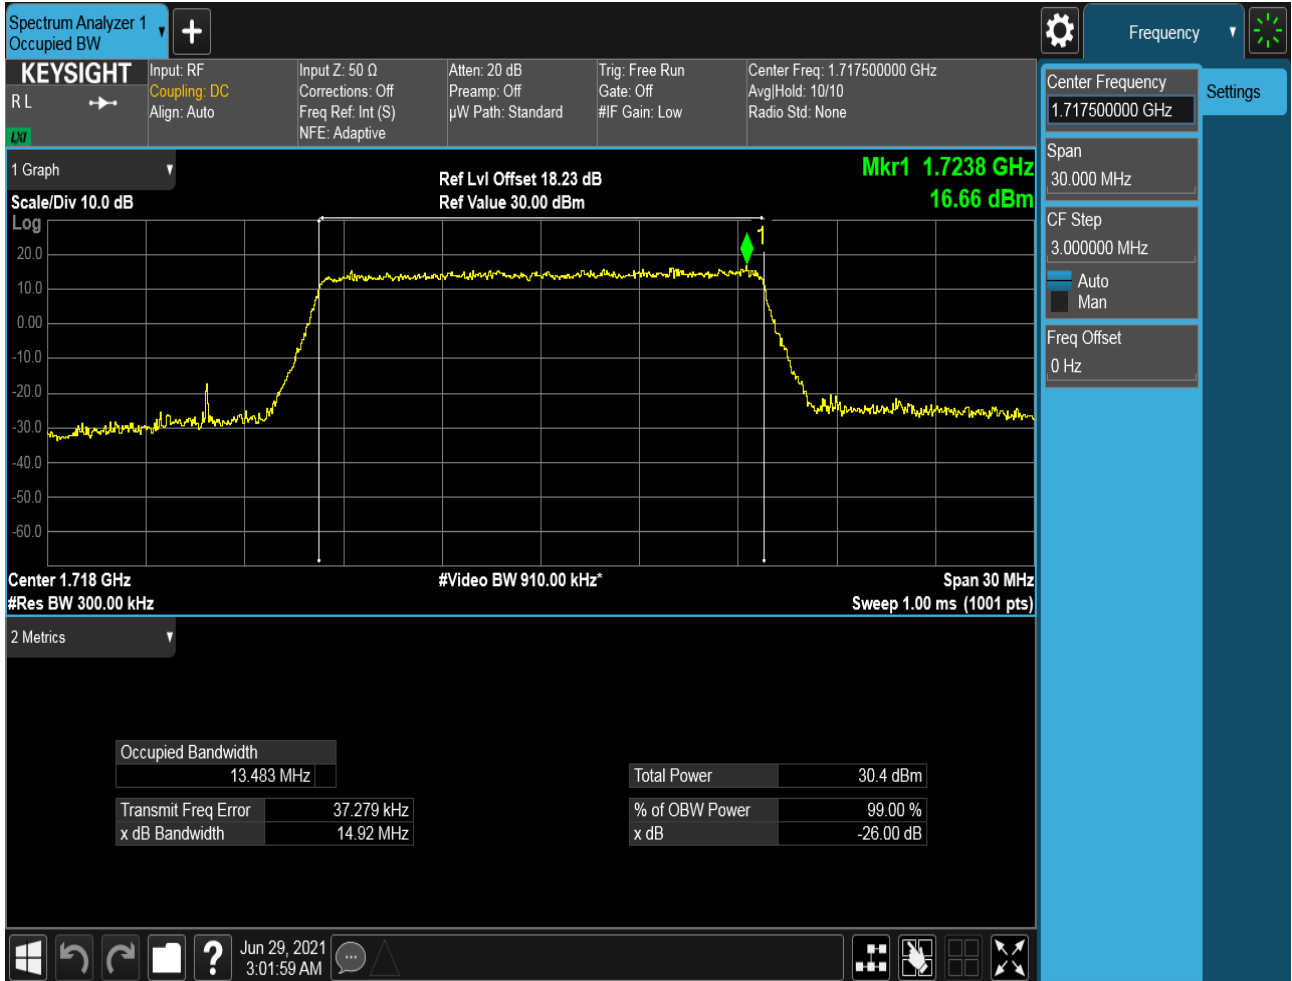 Spectrum Analyzer 1
Occupied BW
Frequency
KEYSIGHT
R L
LXI
Input: RF
Coupling: DC
Align: Auto
Input Z: 50 Ω
Corrections: Off
Freq Ref: Int (S)
NFE: Adaptive
Atten: 20 dB
Preamp: Off
µW Path: Standard
Trig: Free Run
Gate: Off
#IF Gain: Low
Center Freq: 1.717500000 GHz
Avg|Hold: 10/10
Radio Std: None
Center Frequency
1.717500000 GHz
Settings
Span
30.000 MHz
CF Step
3.000000 MHz
Auto
Man
Freq Offset
0 Hz
1 Graph
Scale/Div 10.0 dB
Ref Lvl Offset 18.23 dB
Ref Value 30.00 dBm
Mkr1 1.7238 GHz
16.66 dBm
Log
1
20.0
10.0
0.00
-10.0
-20.0
-30.0
-40.0
-50.0
-60.0
Center 1.718 GHz
#Video BW 910.00 kHz*
Span 30 MHz
#Res BW 300.00 kHz
Sweep 1.00 ms (1001 pts)
2 Metrics
Occupied Bandwidth
13.483 MHz
Total Power 30.4 dBm
Transmit Freq Error 37.279 kHz
% of OBW Power 99.00 %
x dB Bandwidth 14.92 MHz
x dB -26.00 dB
?
Jun 29, 2021
3:01:59 AM